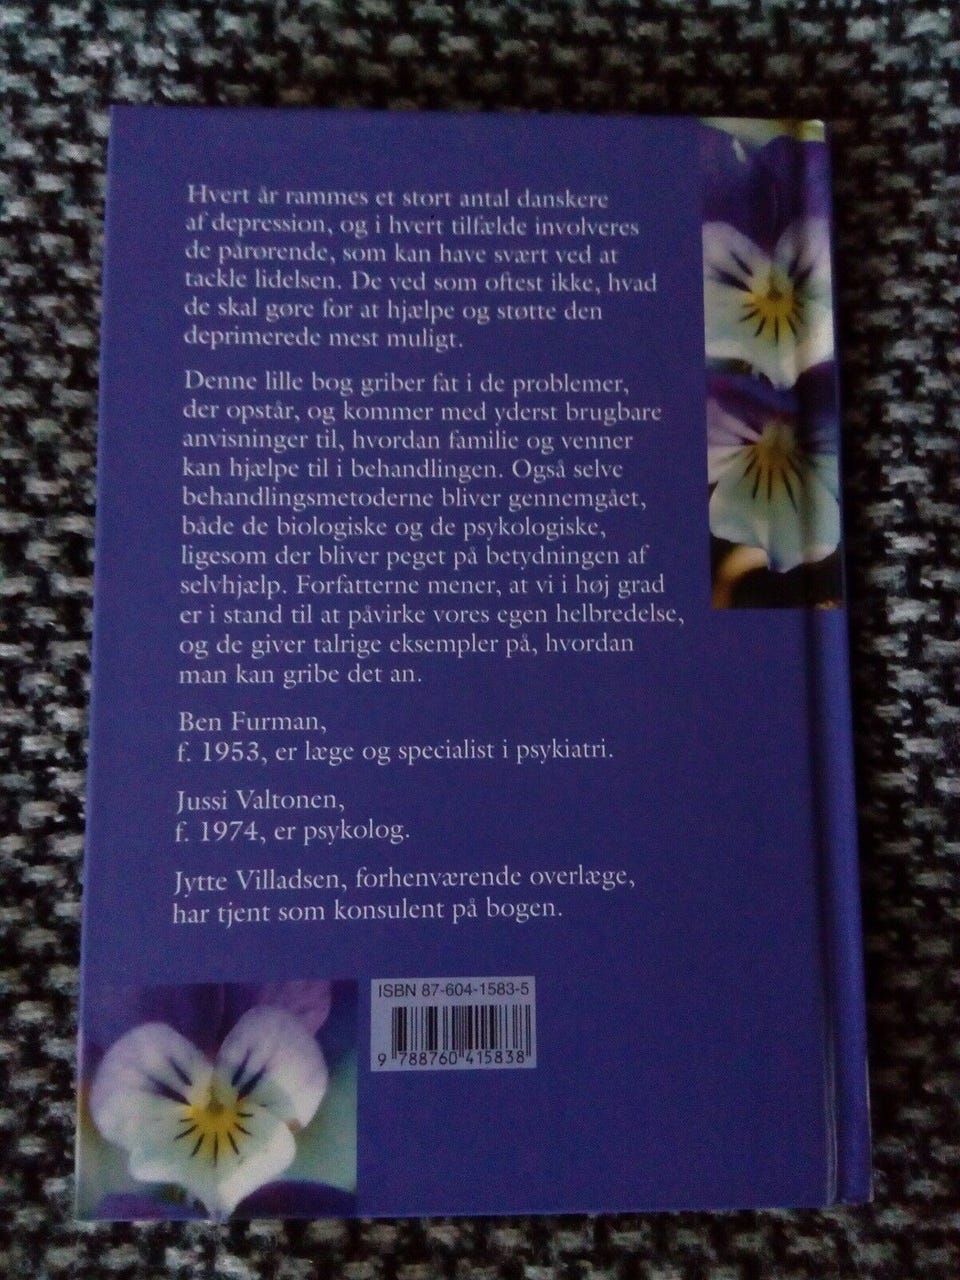 Hvert år rammes et stort antal danskere
af depression, og i hvert tilfælde involveres
de pårørende, som kan have svært ved at
tackle lidelsen. De ved som oftest ikke, hvad
de skal gøre for at hjælpe og støtte den
deprimerede mest muligt.
Denne lille bog griber fat i de problemer,
der opstår, og kommer med yderst brugbare
anvisninger til, hvordan familie og venner
kan hjælpe til i behandlingen. Også selve
behandlingsmetoderne bliver gennemgået,
både de biologiske og de psykologiske,
ligesom der bliver peget på betydningen af
selvhjælp. Forfatterne mener, at vi i høj grad
er i stand til at påvirke vores egen helbredelse,
og de giver talrige eksempler på, hvordan
man kan gribe det an.
Ben Furman,
f. 1953, er læge og specialist i psykiatri.
Jussi Valtonen,
f. 1974, er psykolog.
Jytte Villadsen, forhenværende overlæge,
har tjent som konsulent på bogen.
ISBN 87-604-1583-5
9 788760 415838